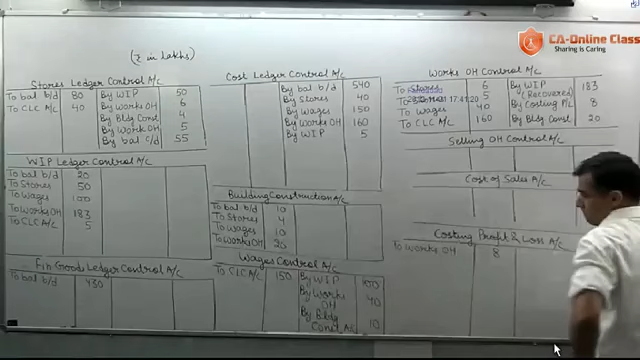 (₹ in lakhs)
CA-Online Class
Sharing is Caring
Stores Ledger Control A/c
To bal b/d 80 By WIP 50
To CLC A/c 40 By Works OH 6
By Bldg Const 4
By Work OH 5
By bal c/d 55
WIP Ledger Control A/c
To bal b/d 20
To Stores 50
To Wages 100
To Works OH 183
To CLC A/c 5
Fin Goods Ledger Control A/c
To bal b/d 430
Cost Ledger Control A/c
By bal b/d 540
By Stores 40
By Wages 150
By Works OH 160
By WIP 5
Building Construction A/c
To bal b/d 10
To Stores 4
To Wages 10
To Works OH 20
Wages Control A/c
To CLC A/c 150 By WIP 100
By Works OH 40
By Bldg Const A/c 10
Works OH Control A/c
To Stores 6 By WIP (Recovered) 183
To Stores 5 By Costing P/L 8
To Wages 40
To CLC A/c 160 By Bldg Const 20
Selling OH Control A/c
Cost of Sales A/c
Costing Profit & Loss A/c
To Works OH 8